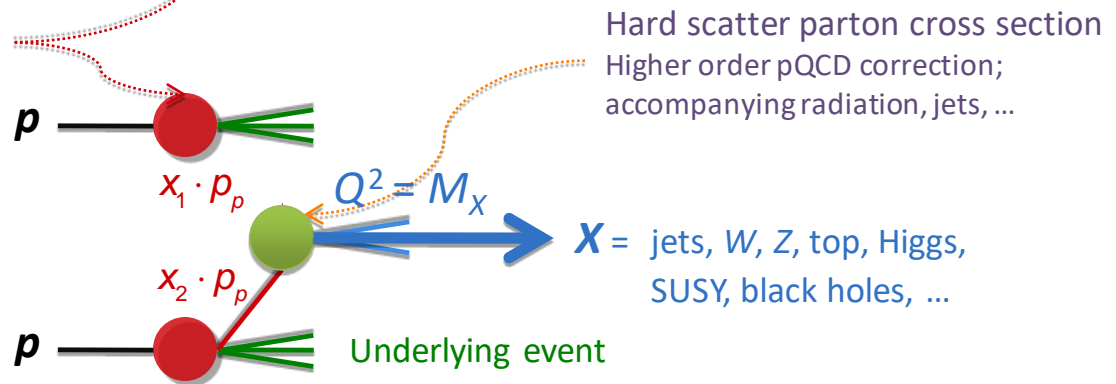 Hard scatter parton cross section
Higher order pQCD correction;
accompanying radiation, jets, ...
p
x₁ · pₚ
Q² = M_X
X = jets, W, Z, top, Higgs,
SUSY, black holes, ...
x₂ · pₚ
p
Underlying event